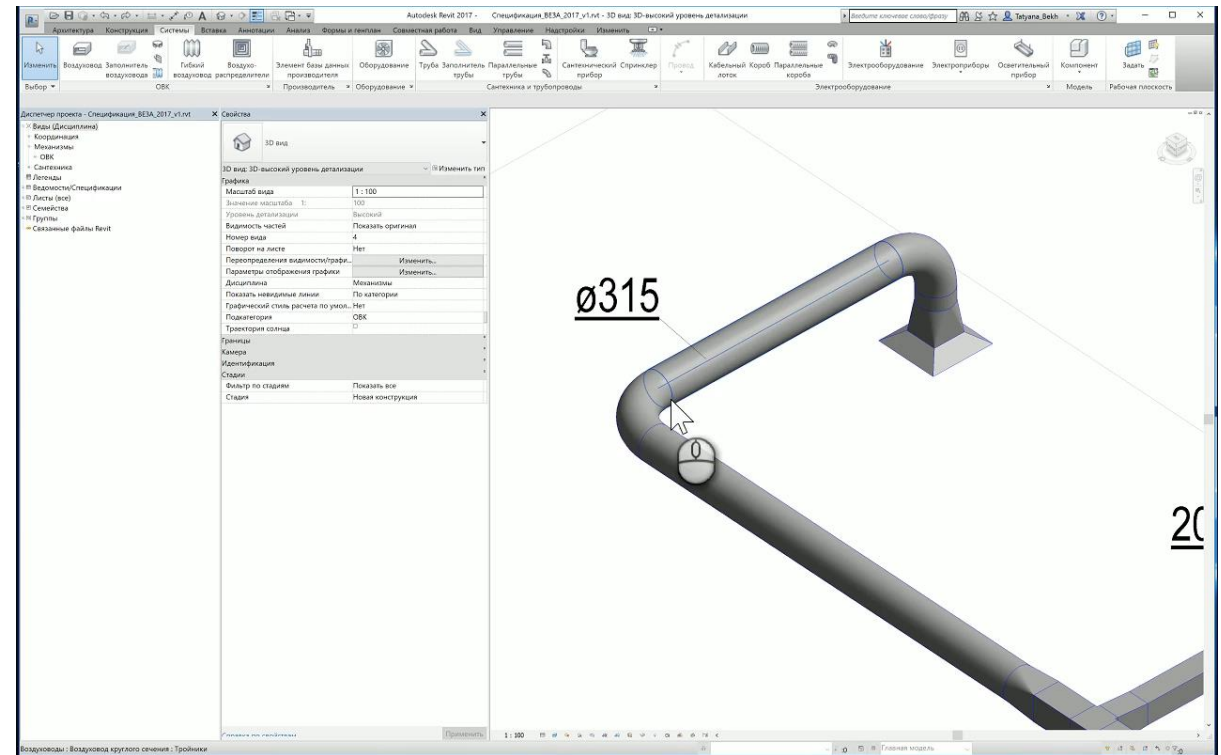 Autodesk Revit 2017 - Спецификация_ВЕЗА_2017_v1.rvt - 3D вид: 3D-высокий уровень детализации
Введите ключевое слово/фразу
Tatyana_Bekh
Архитектура Конструкция Системы Вставка Аннотации Анализ Формы и генплан Совместная работа Вид Управление Надстройки Изменить
Изменить Воздуховод Заполнитель воздуховода Гибкий воздуховод Воздухо-распределители Элемент базы данных производителя Оборудование Труба Заполнитель трубы Параллельные трубы Сантехнический прибор Спринклер Провод Кабельный лоток Короб Параллельные короба Электрооборудование Электроприборы Осветительный прибор Компонент Задать
Выбор ОВК Производитель Оборудование Сантехника и трубопроводы Электрооборудование Модель Рабочая плоскость
Диспетчер проекта - Спецификация_ВЕЗА_2017_v1.rvt
Виды (Дисциплина)
Координация
Механизмы
ОВК
Сантехника
Легенды
Ведомости/Спецификации
Листы (все)
Семейства
Группы
Связанные файлы Revit
Свойства
3D вид
3D вид: 3D-высокий уровень детализации Изменить тип
Графика
Масштаб вида 1 : 100
Значение масштаба 1: 100
Уровень детализации Высокий
Видимость частей Показать оригинал
Номер вида 4
Поворот на листе Нет
Переопределения видимости/графи... Изменить...
Параметры отображения графики Изменить...
Дисциплина Механизмы
Показать невидимые линии По категории
Графический стиль расчета по умол... Нет
Подкатегория ОВК
Траектория солнца
Границы
Камера
Идентификация
Стадии
Фильтр по стадиям Показать все
Стадия Новая конструкция
ø315
20
Справка по свойствам Применить
1 : 100
Воздуховоды : Воздуховод круглого сечения : Тройники
Главная модель